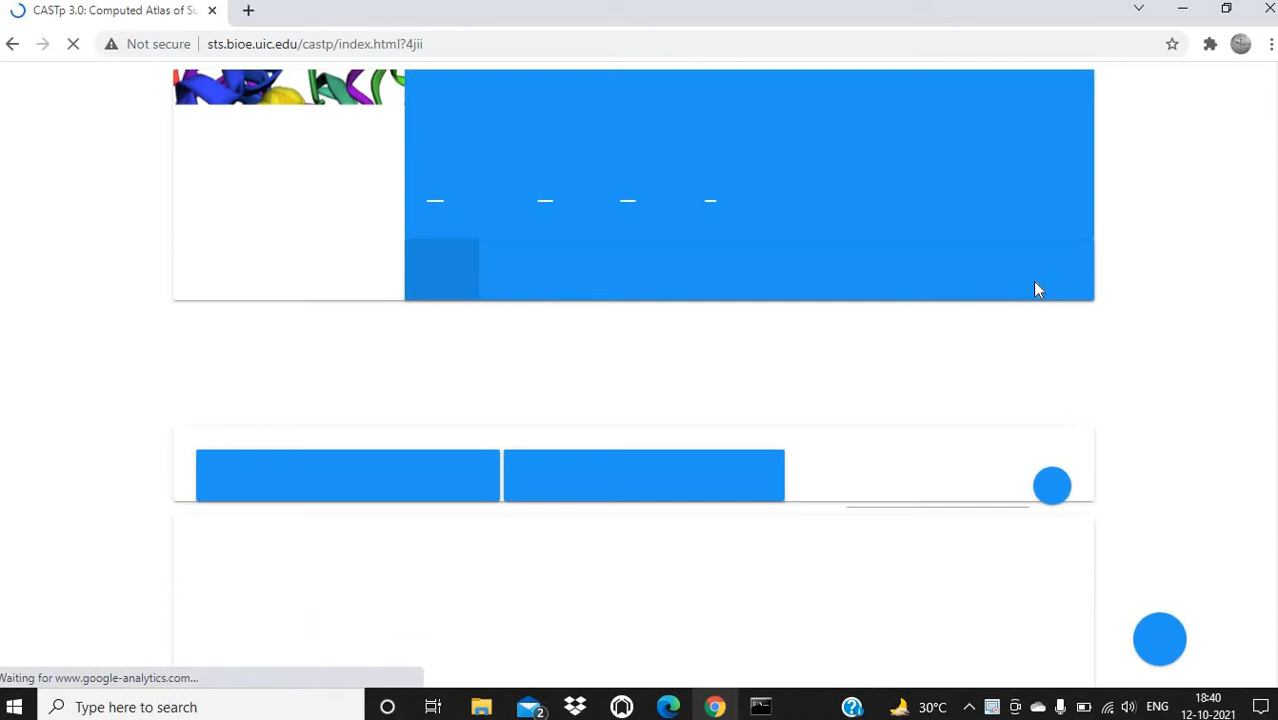 CASTp 3.0: Computed Atlas of Su
Not secure
sts.bioe.uic.edu/castp/index.html?4jii
Waiting for www.google-analytics.com...
Type here to search
2
30°C
ENG
18:40
12-10-2021